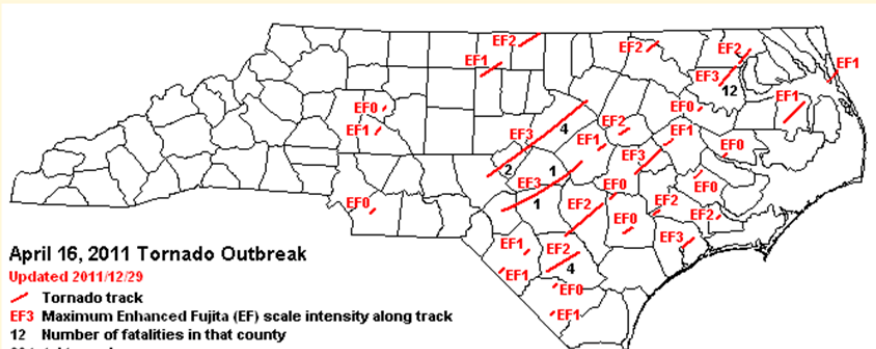 EF2
EF2
EF2
EF1
EF1
EF3
12
EF0
EF0
EF1
EF1
EF3
4
EF2
EF1
EF1
EF3
EF0
2
EF3
1
EF0
EF0
1
EF2
EF2
EF0
EF0
EF2
EF3
EF1
EF2
4
EF1
EF0
EF1
April 16, 2011 Tornado Outbreak
Updated 2011/12/29
Tornado track
EF3 Maximum Enhanced Fujita (EF) scale intensity along track
12 Number of fatalities in that county